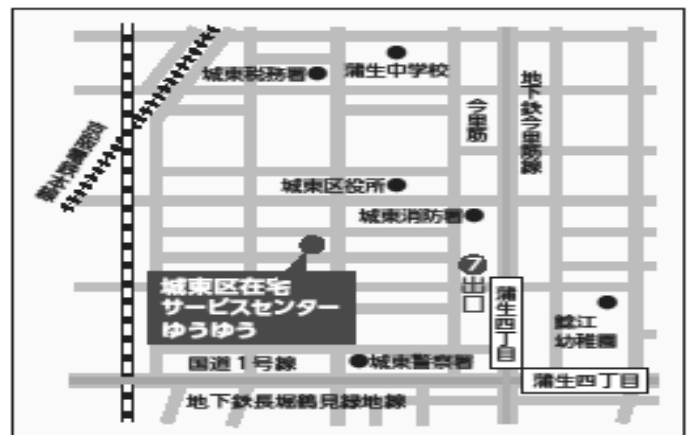 蒲生中学校
城東税務署
地下鉄今里筋線
今里筋
京阪電気鉄道
城東区役所
城東消防署
7
出口
城東区在宅
サービスセンター
ゆうゆう
蒲生四丁目
鯰江
幼稚園
国道1号線
城東警察署
蒲生四丁目
地下鉄長堀鶴見緑地線